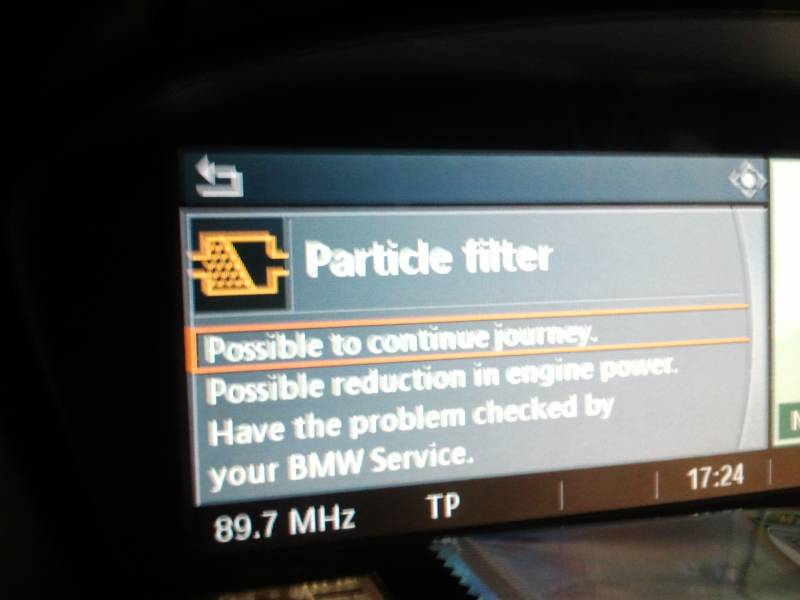 Particle filter
Possible to continue journey.
Possible reduction in engine power.
Have the problem checked by
your BMW Service.
89.7 MHz TP 17:24
N